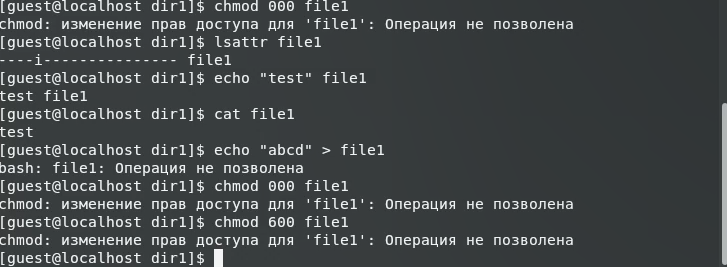 [guest@localhost dir1]$ chmod 000 file1
chmod: изменение прав доступа для 'file1': Операция не позволена
[guest@localhost dir1]$ lsattr file1
----i--------------- file1
[guest@localhost dir1]$ echo "test" file1
test file1
[guest@localhost dir1]$ cat file1
test
[guest@localhost dir1]$ echo "abcd" > file1
bash: file1: Операция не позволена
[guest@localhost dir1]$ chmod 000 file1
chmod: изменение прав доступа для 'file1': Операция не позволена
[guest@localhost dir1]$ chmod 600 file1
chmod: изменение прав доступа для 'file1': Операция не позволена
[guest@localhost dir1]$